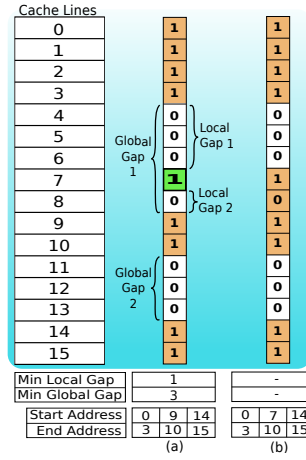 Cache Lines
0 1 1
1 1 1
2 1 1
3 1 1
4 0 0
5 0 0
6 0 0
7 1 1
8 0 0
9 1 1
10 1 1
11 0 0
12 0 0
13 0 0
14 1 1
15 1 1
Global
Gap
1
Local
Gap 1
Local
Gap 2
Global
Gap
2
Min Local Gap 1 -
Min Global Gap 3 -
Start Address 0 9 14 0 7 14
End Address 3 10 15 3 10 15
(a) (b)